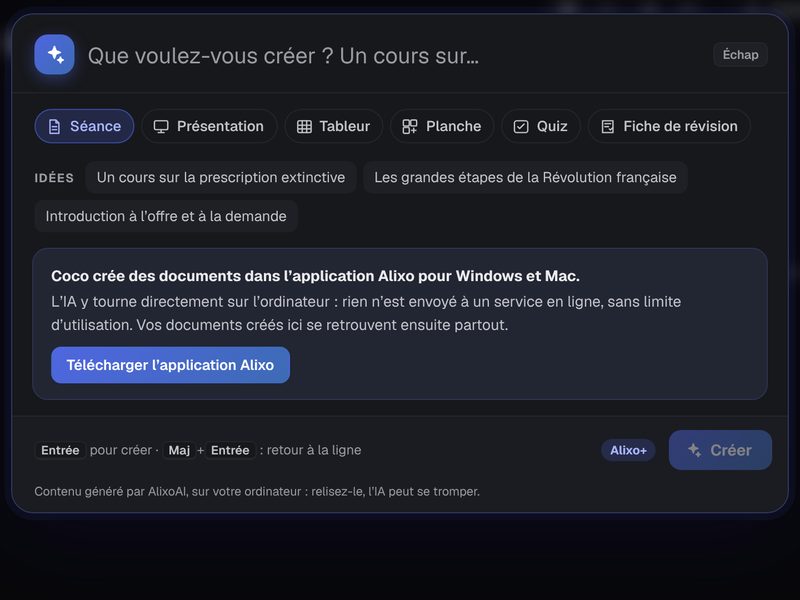 Que voulez-vous créer ? Un cours sur...
Échap
Séance
Présentation
Tableur
Planche
Quiz
Fiche de révision
IDÉES
Un cours sur la prescription extinctive
Les grandes étapes de la Révolution française
Introduction à l’offre et à la demande
Coco crée des documents dans l’application Alixo pour Windows et Mac.
L’IA y tourne directement sur l’ordinateur : rien n’est envoyé à un service en ligne, sans limite
d’utilisation. Vos documents créés ici se retrouvent ensuite partout.
Télécharger l’application Alixo
Entrée pour créer · Maj + Entrée : retour à la ligne
Alixo+
Créer
Contenu généré par AlixoAI, sur votre ordinateur : relisez-le, l’IA peut se tromper.